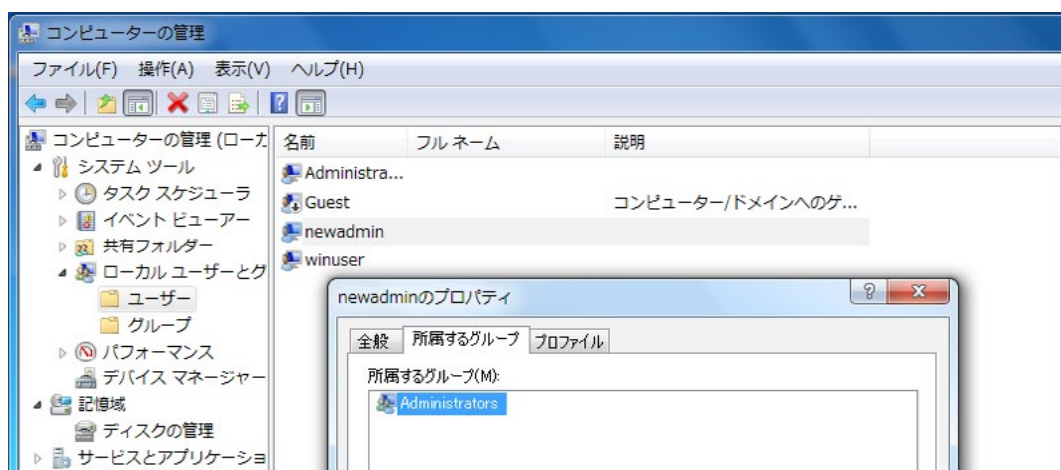 コンピューターの管理
ファイル(F) 操作(A) 表示(V) ヘルプ(H)
コンピューターの管理 (ローカ
システム ツール
タスク スケジューラ
イベント ビューアー
共有フォルダー
ローカル ユーザーとグ
ユーザー
グループ
パフォーマンス
デバイス マネージャー
記憶域
ディスクの管理
サービスとアプリケーショ
名前 フル ネーム 説明
Administra...
Guest コンピューター/ドメインへのゲ...
newadmin
winuser
newadminのプロパティ
全般 所属するグループ プロファイル
所属するグループ(M):
Administrators